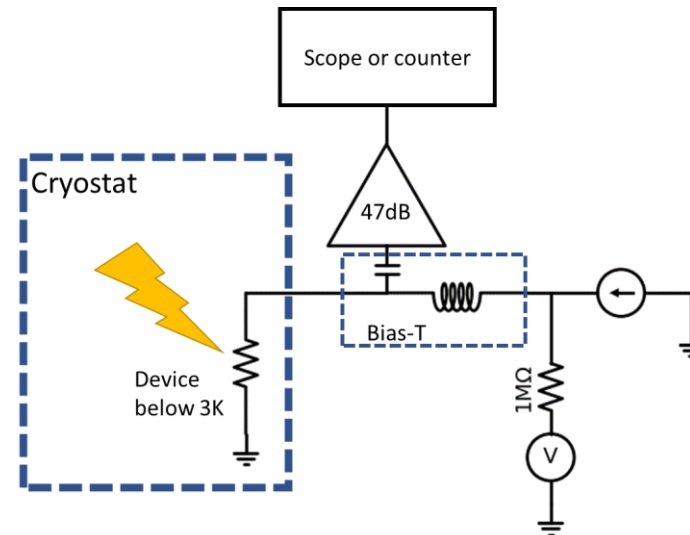 Scope or counter
Cryostat
47dB
Bias-T
Device
below 3K
1MΩ
V